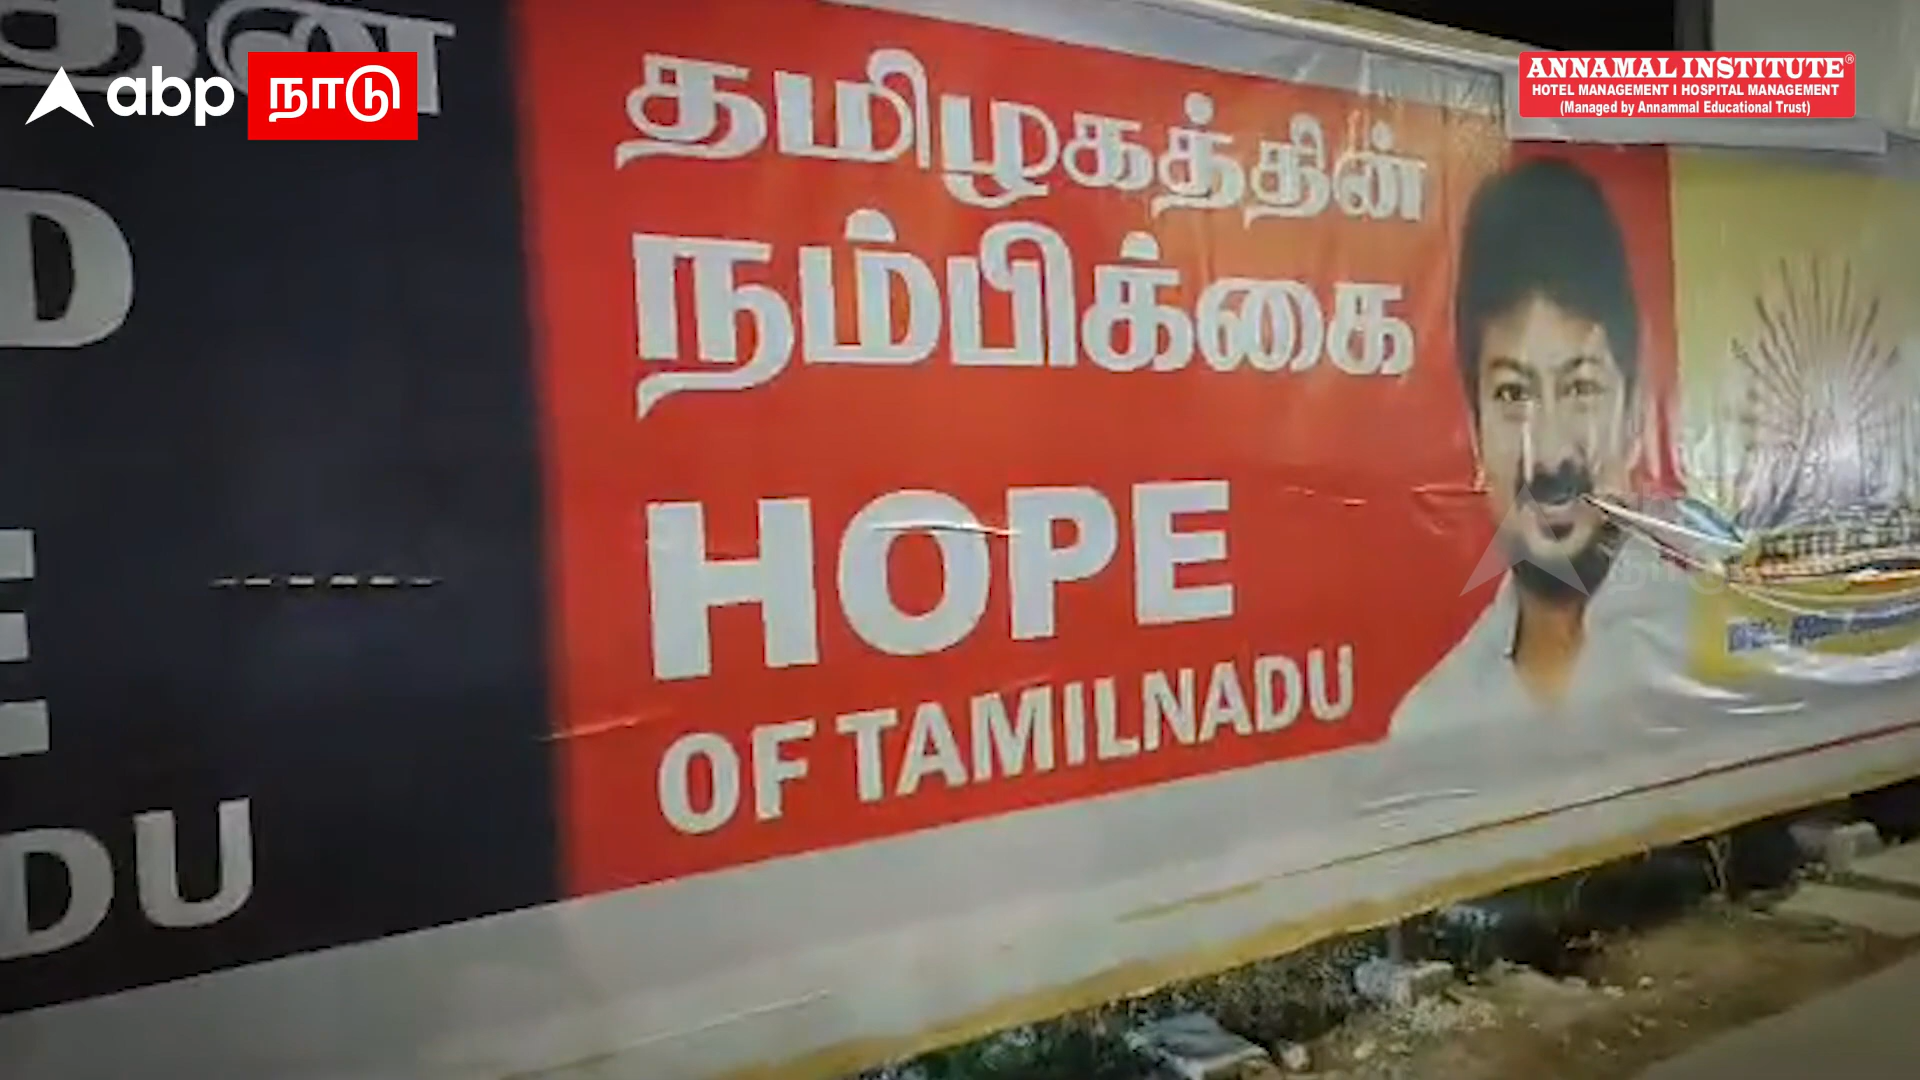 abp நாடு
ANNAMAL INSTITUTE®
HOTEL MANAGEMENT I HOSPITAL MANAGEMENT
(Managed by Annammal Educational Trust)
தமிழகத்தின்
நம்பிக்கை
HOPE
OF TAMILNADU
D
E
DU